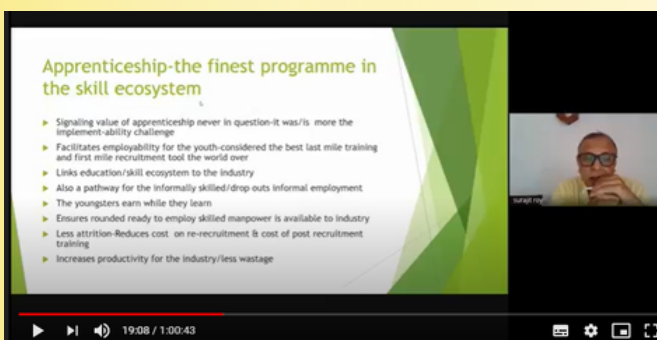 Apprenticeship-the finest programme in
the skill ecosystem
Signaling value of apprenticeship never in question-it was/is more the
implement-ability challenge
Facilitates employability for the youth-considered the best last mile training
and first mile recruitment tool the world over
Links education/skill ecosystem to the industry
Also a pathway for the informally skilled/drop outs informal employment
The youngsters earn while they learn
Ensures rounded ready to employ skilled manpower is available to industry
Less attrition-Reduces cost on re-recruitment & cost of post recruitment
training
Increases productivity for the industry/less wastage
surajit roy
19:08 / 1:00:43